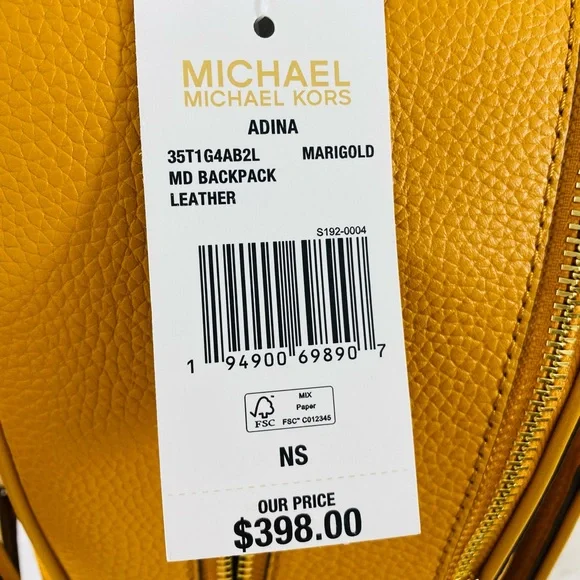 MICHAEL
MICHAEL KORS
ADINA
35T1G4AB2L MARIGOLD
MD BACKPACK
LEATHER
S192-0004
1 94900 69890 7
FSC
MIX
Paper
FSC™ C012345
NS
OUR PRICE
$398.00